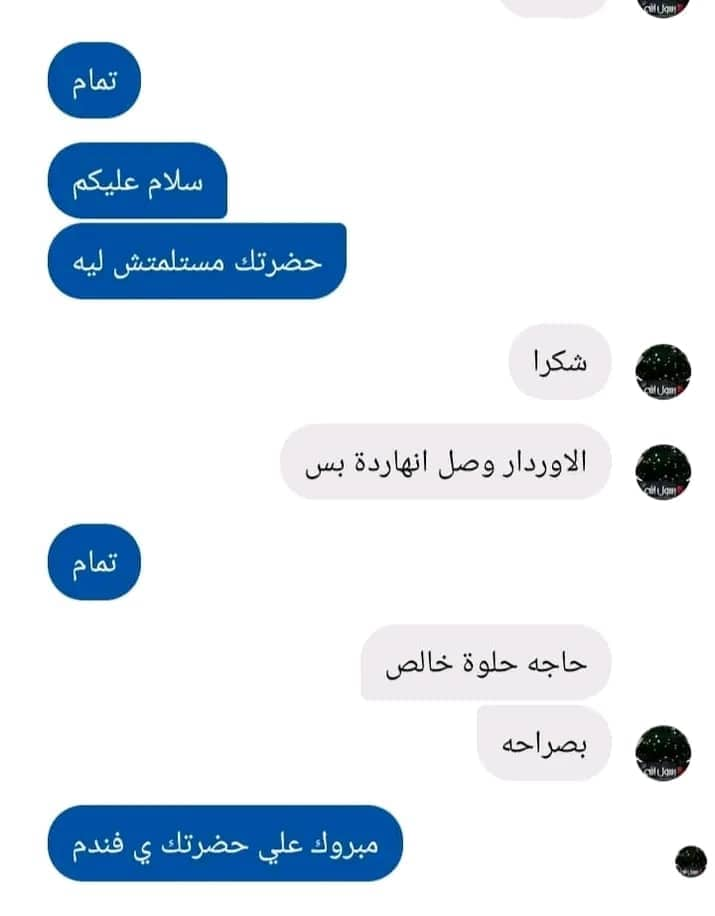 تمام
سلام عليكم
حضرتك مستلمتش ليه
شكرا
الاوردار وصل انهاردة بس
تمام
حاجه حلوة خالص
بصراحه
مبروك علي حضرتك ي فندم